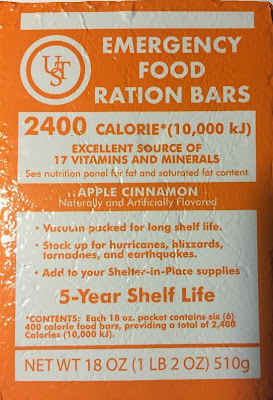 UST
EMERGENCY
FOOD
RATION BARS
2400 CALORIE*(10,000 kJ)
EXCELLENT SOURCE OF
17 VITAMINS AND MINERALS
See nutrition panel for fat and saturated fat content
APPLE CINNAMON
Naturally and Artificially Flavored
• Vacuum packed for long shelf life.
• Stock up for hurricanes, blizzards,
tornadoes, and earthquakes.
• Add to your Shelter-in-Place supplies
5-Year Shelf Life
*CONTENTS: Each 18 oz. packet contains six (6)
400 calorie food bars, providing a total of 2,400
Calories (10,000 kJ).
NET WT 18 OZ (1 LB 2 OZ) 510g